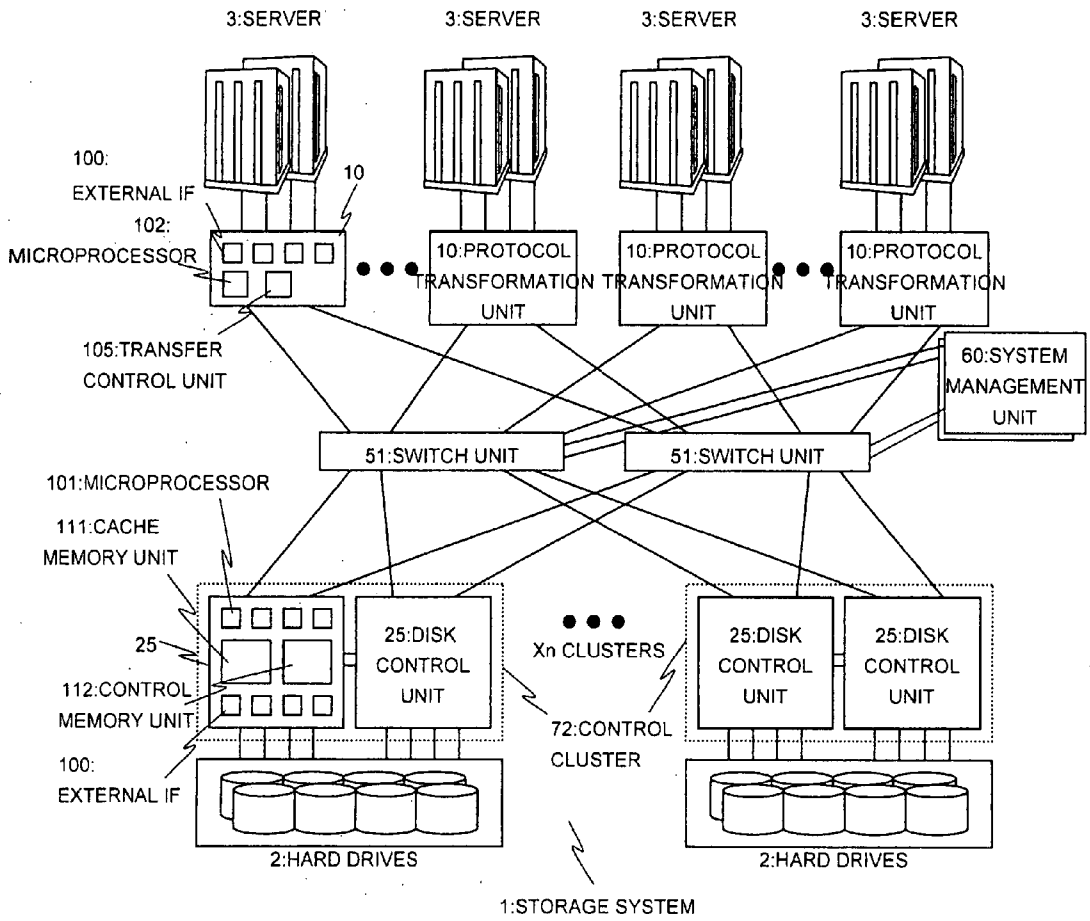 3:SERVER
3:SERVER
3:SERVER
3:SERVER
100:
EXTERNAL IF
10
102:
MICROPROCESSOR
10:PROTOCOL
TRANSFORMATION
UNIT
10:PROTOCOL
TRANSFORMATION
UNIT
10:PROTOCOL
TRANSFORMATION
UNIT
105:TRANSFER
CONTROL UNIT
60:SYSTEM
MANAGEMENT
UNIT
51:SWITCH UNIT
51:SWITCH UNIT
101:MICROPROCESSOR
111:CACHE
MEMORY UNIT
25
112:CONTROL
MEMORY UNIT
100:
EXTERNAL IF
25:DISK
CONTROL
UNIT
Xn CLUSTERS
72:CONTROL
CLUSTER
25:DISK
CONTROL
UNIT
25:DISK
CONTROL
UNIT
2:HARD DRIVES
2:HARD DRIVES
1:STORAGE SYSTEM